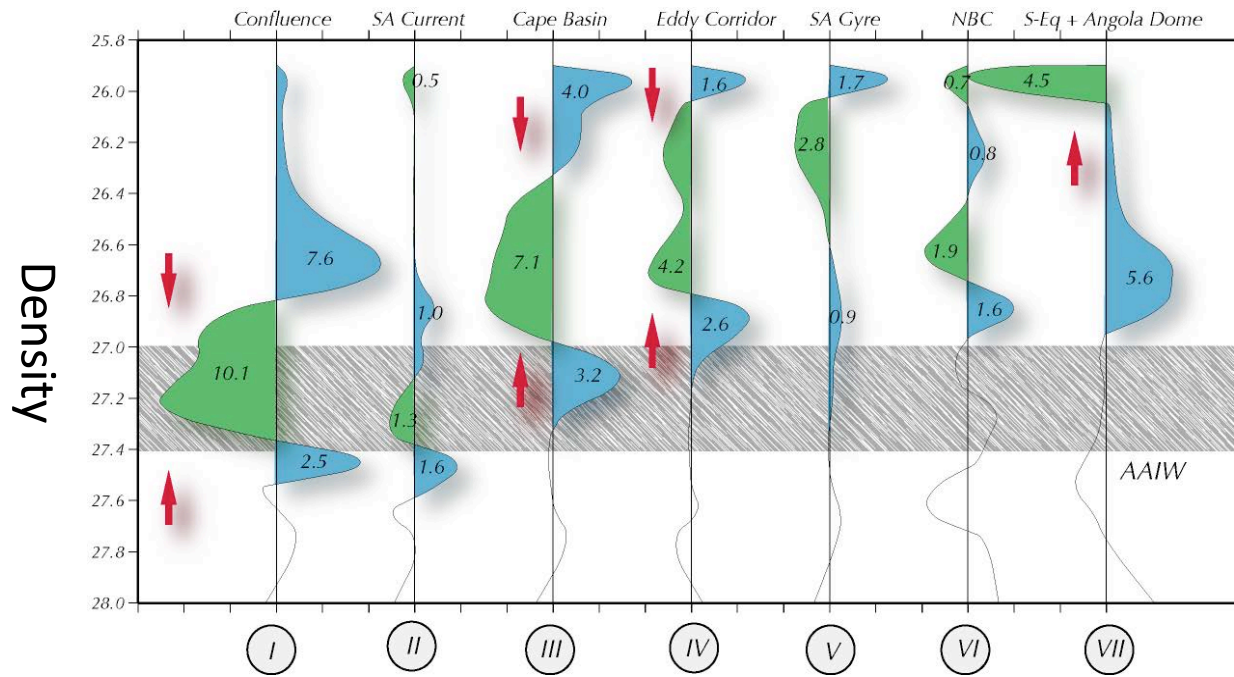 Confluence SA Current Cape Basin Eddy Corridor SA Gyre NBC S-Eq + Angola Dome
25.8
26.0
26.2
26.4
26.6
26.8
27.0
27.2
27.4
27.6
27.8
28.0
Density
0.5 4.0 1.6 1.7 0.7 4.5
2.8 0.8
7.6 7.1 4.2 1.9 5.6
1.0 2.6 0.9 1.6
10.1 3.2
1.3
2.5 1.6
AAIW
I II III IV V VI VII